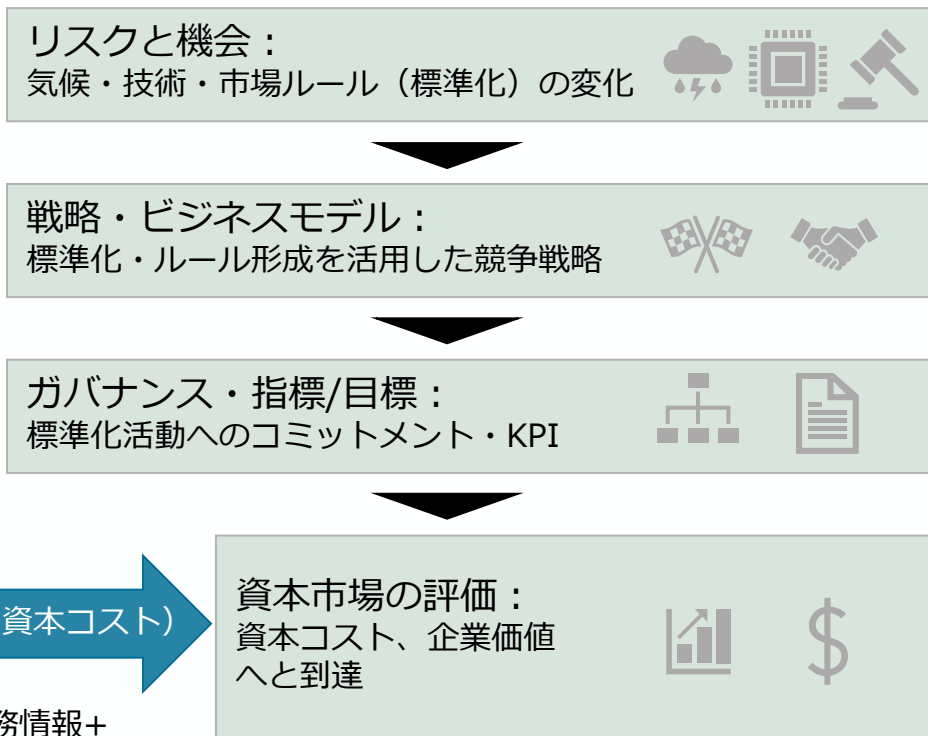 リスクと機会：
気候・技術・市場ルール（標準化）の変化
戦略・ビジネスモデル：
標準化・ルール形成を活用した競争戦略
ガバナンス・指標/目標：
標準化活動へのコミットメント・KPI
資本コスト）
資本市場の評価：
資本コスト、企業価値
へと到達
務情報+